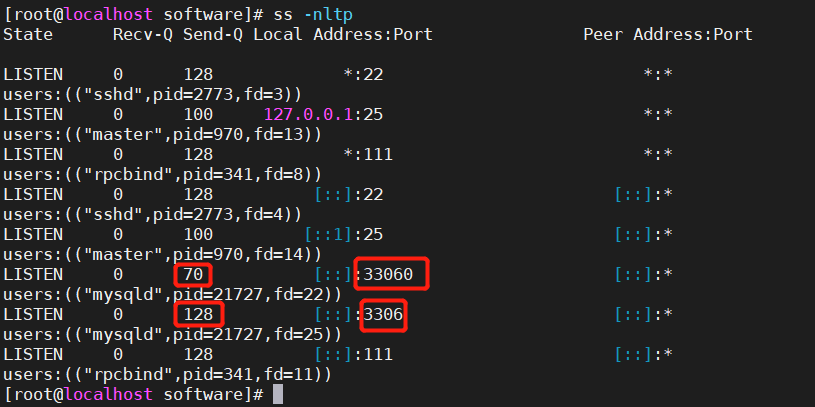 [root@localhost software]# ss -nltp
State      Recv-Q Send-Q Local Address:Port               Peer Address:Port
LISTEN     0      128          *:22                       *:*
users:(("sshd",pid=2773,fd=3))
LISTEN     0      100    127.0.0.1:25                       *:*
users:(("master",pid=970,fd=13))
LISTEN     0      128          *:111                      *:*
users:(("rpcbind",pid=341,fd=8))
LISTEN     0      128       [::]:22                    [::]:*
users:(("sshd",pid=2773,fd=4))
LISTEN     0      100      [::1]:25                    [::]:*
users:(("master",pid=970,fd=14))
LISTEN     0      70        [::]:33060                 [::]:*
users:(("mysqld",pid=21727,fd=22))
LISTEN     0      128       [::]:3306                  [::]:*
users:(("mysqld",pid=21727,fd=25))
LISTEN     0      128       [::]:111                   [::]:*
users:(("rpcbind",pid=341,fd=11))
[root@localhost software]#